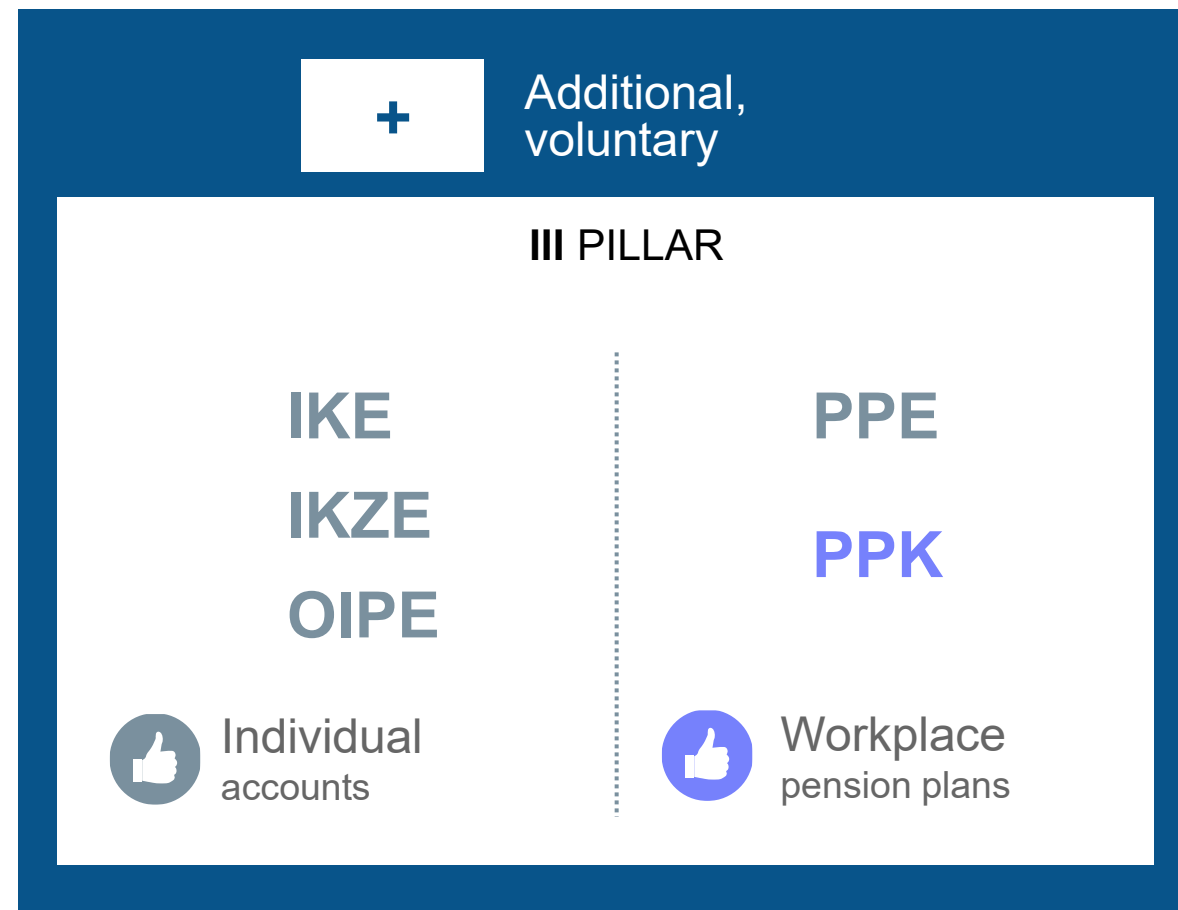 +
Additional,
voluntary
III PILLAR
IKE
IKZE
OIPE
Individual
accounts
PPE
PPK
Workplace
pension plans